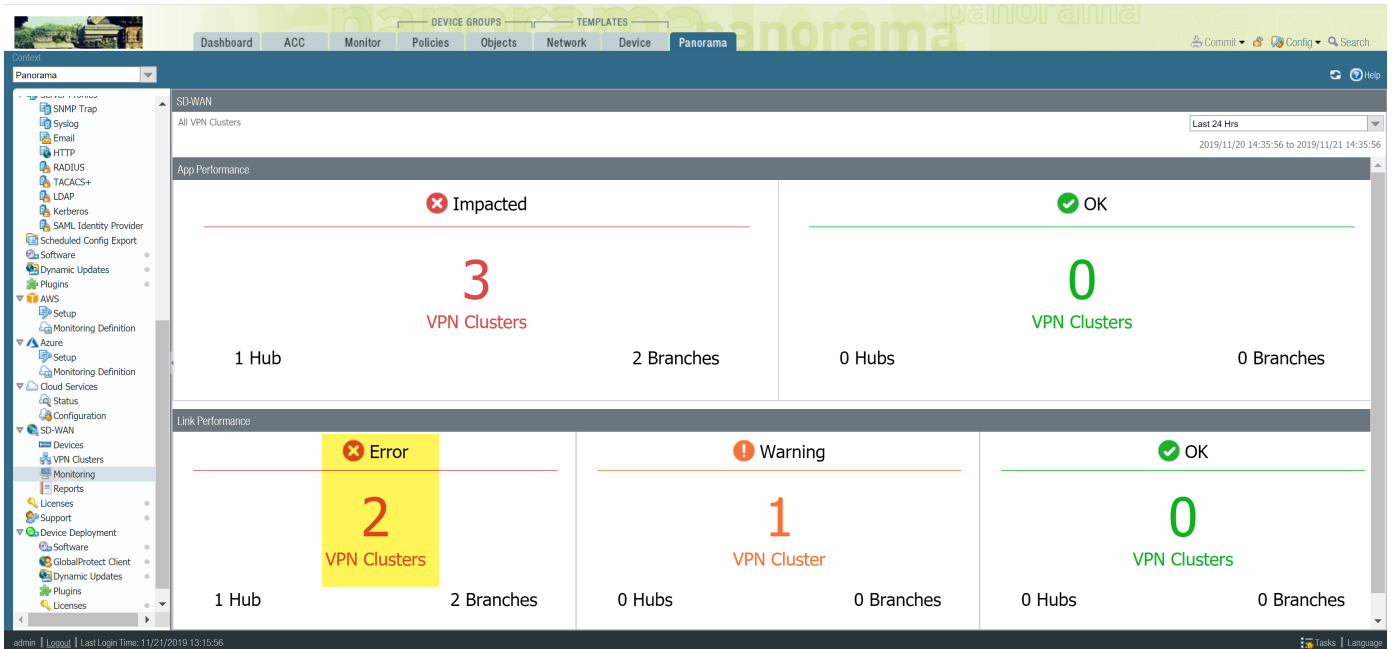 panorama
DEVICE GROUPS
TEMPLATES
Dashboard
ACC
Monitor
Policies
Objects
Network
Device
Panorama
Commit
Config
Search
Context
Panorama
Help
Server Profiles
SNMP Trap
Syslog
Email
HTTP
RADIUS
TACACS+
LDAP
Kerberos
SAML Identity Provider
Scheduled Config Export
Software
Dynamic Updates
Plugins
AWS
Setup
Monitoring Definition
Azure
Setup
Monitoring Definition
Cloud Services
Status
Configuration
SD-WAN
Devices
VPN Clusters
Monitoring
Reports
Licenses
Support
Device Deployment
Software
GlobalProtect Client
Dynamic Updates
Plugins
Licenses
SD-WAN
All VPN Clusters
Last 24 Hrs
2019/11/20 14:35:56 to 2019/11/21 14:35:56
App Performance
Impacted
3
VPN Clusters
1 Hub
2 Branches
OK
0
VPN Clusters
0 Hubs
0 Branches
Link Performance
Error
2
VPN Clusters
1 Hub
2 Branches
Warning
1
VPN Cluster
0 Hubs
0 Branches
OK
0
VPN Clusters
0 Hubs
0 Branches
admin | Logout | Last Login Time: 11/21/2019 13:15:56
Tasks | Language